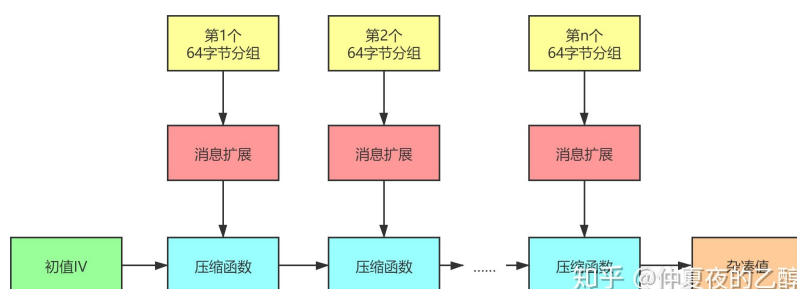 第1个
64字节分组
第2个
64字节分组
第n个
64字节分组
消息扩展
消息扩展
消息扩展
初值IV
压缩函数
压缩函数
......
压缩函数
杂凑值
知乎 @仲夏夜的乙醇